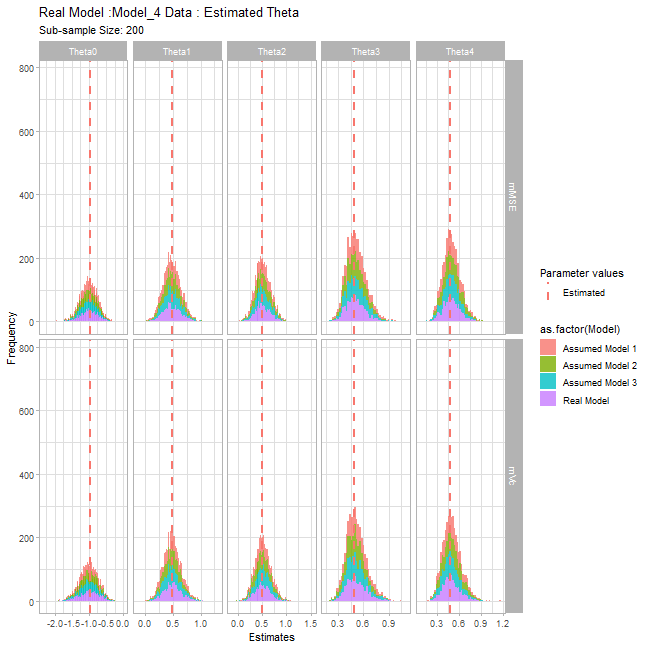 Real Model :Model_4 Data : Estimated Theta
Sub-sample Size: 200
Theta0 Theta1 Theta2 Theta3 Theta4
800
600
400
200
0
mMSE
800
600
400
200
0
mVc
Frequency
-2.0 -1.5 -1.0 -0.5 0.0 0.0 0.5 1.0 0.0 0.5 1.0 1.5 0.3 0.6 0.9 0.3 0.6 0.9 1.2
Estimates
Parameter values
Estimated
as.factor(Model)
Assumed Model 1
Assumed Model 2
Assumed Model 3
Real Model